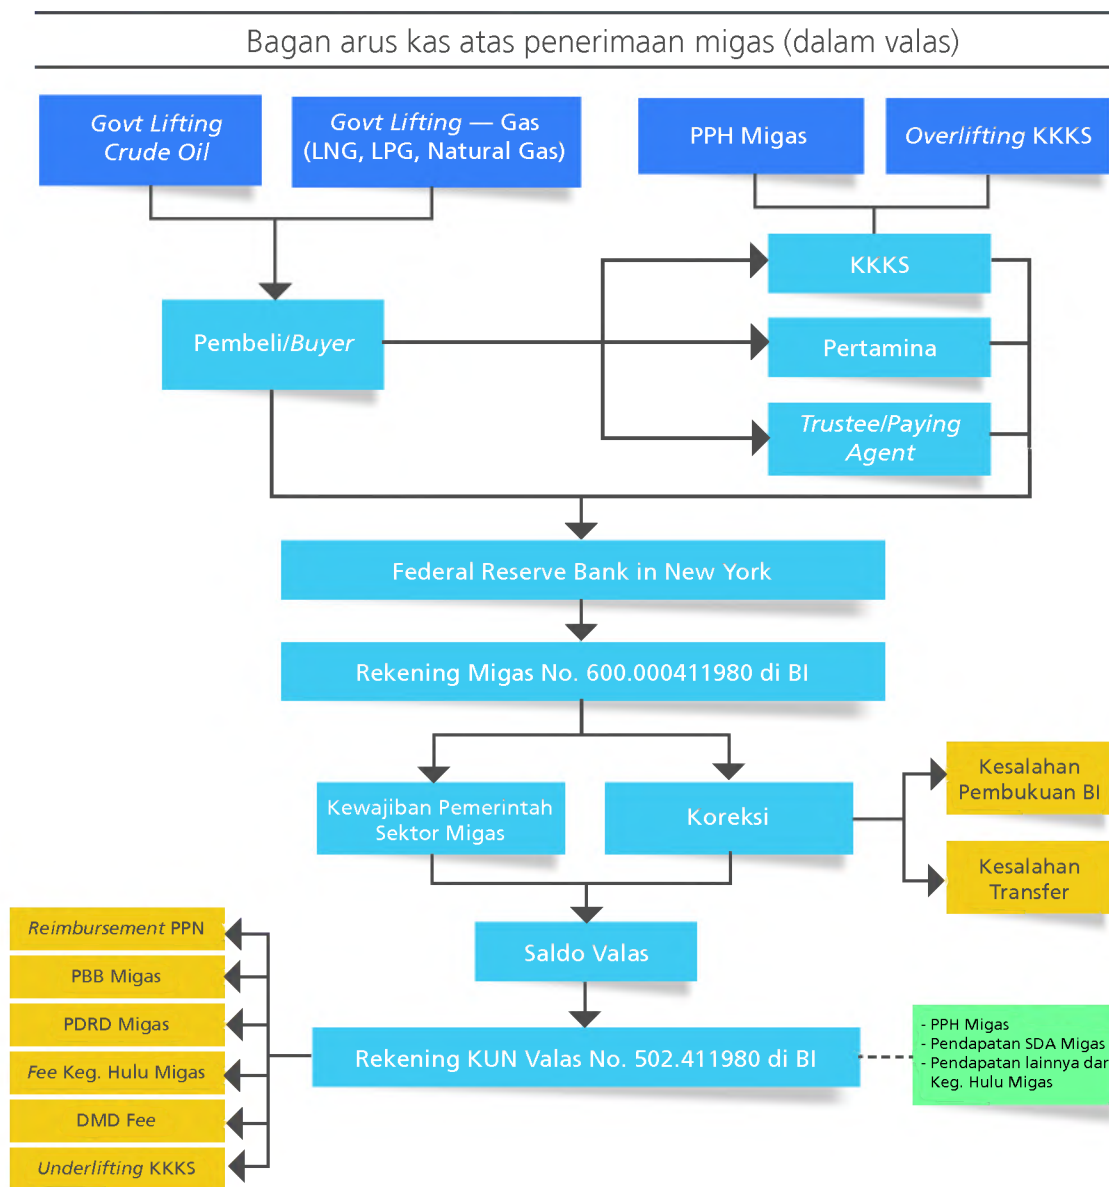 Bagan arus kas atas penerimaan migas (dalam valas)
Govt Lifting
Crude Oil
Govt Lifting — Gas
(LNG, LPG, Natural Gas)
PPH Migas
Overlifting KKKS
KKKS
Pembeli/Buyer
Pertamina
Trustee/Paying
Agent
Federal Reserve Bank in New York
Rekening Migas No. 600.000411980 di BI
Kewajiban Pemerintah
Sektor Migas
Koreksi
Kesalahan
Pembukuan BI
Kesalahan
Transfer
Saldo Valas
Reimbursement PPN
PBB Migas
PDRD Migas
Fee Keg. Hulu Migas
DMD Fee
Underlifting KKKS
Rekening KUN Valas No. 502.411980 di BI
- PPH Migas
- Pendapatan SDA Migas
- Pendapatan lainnya dar
Keg. Hulu Migas